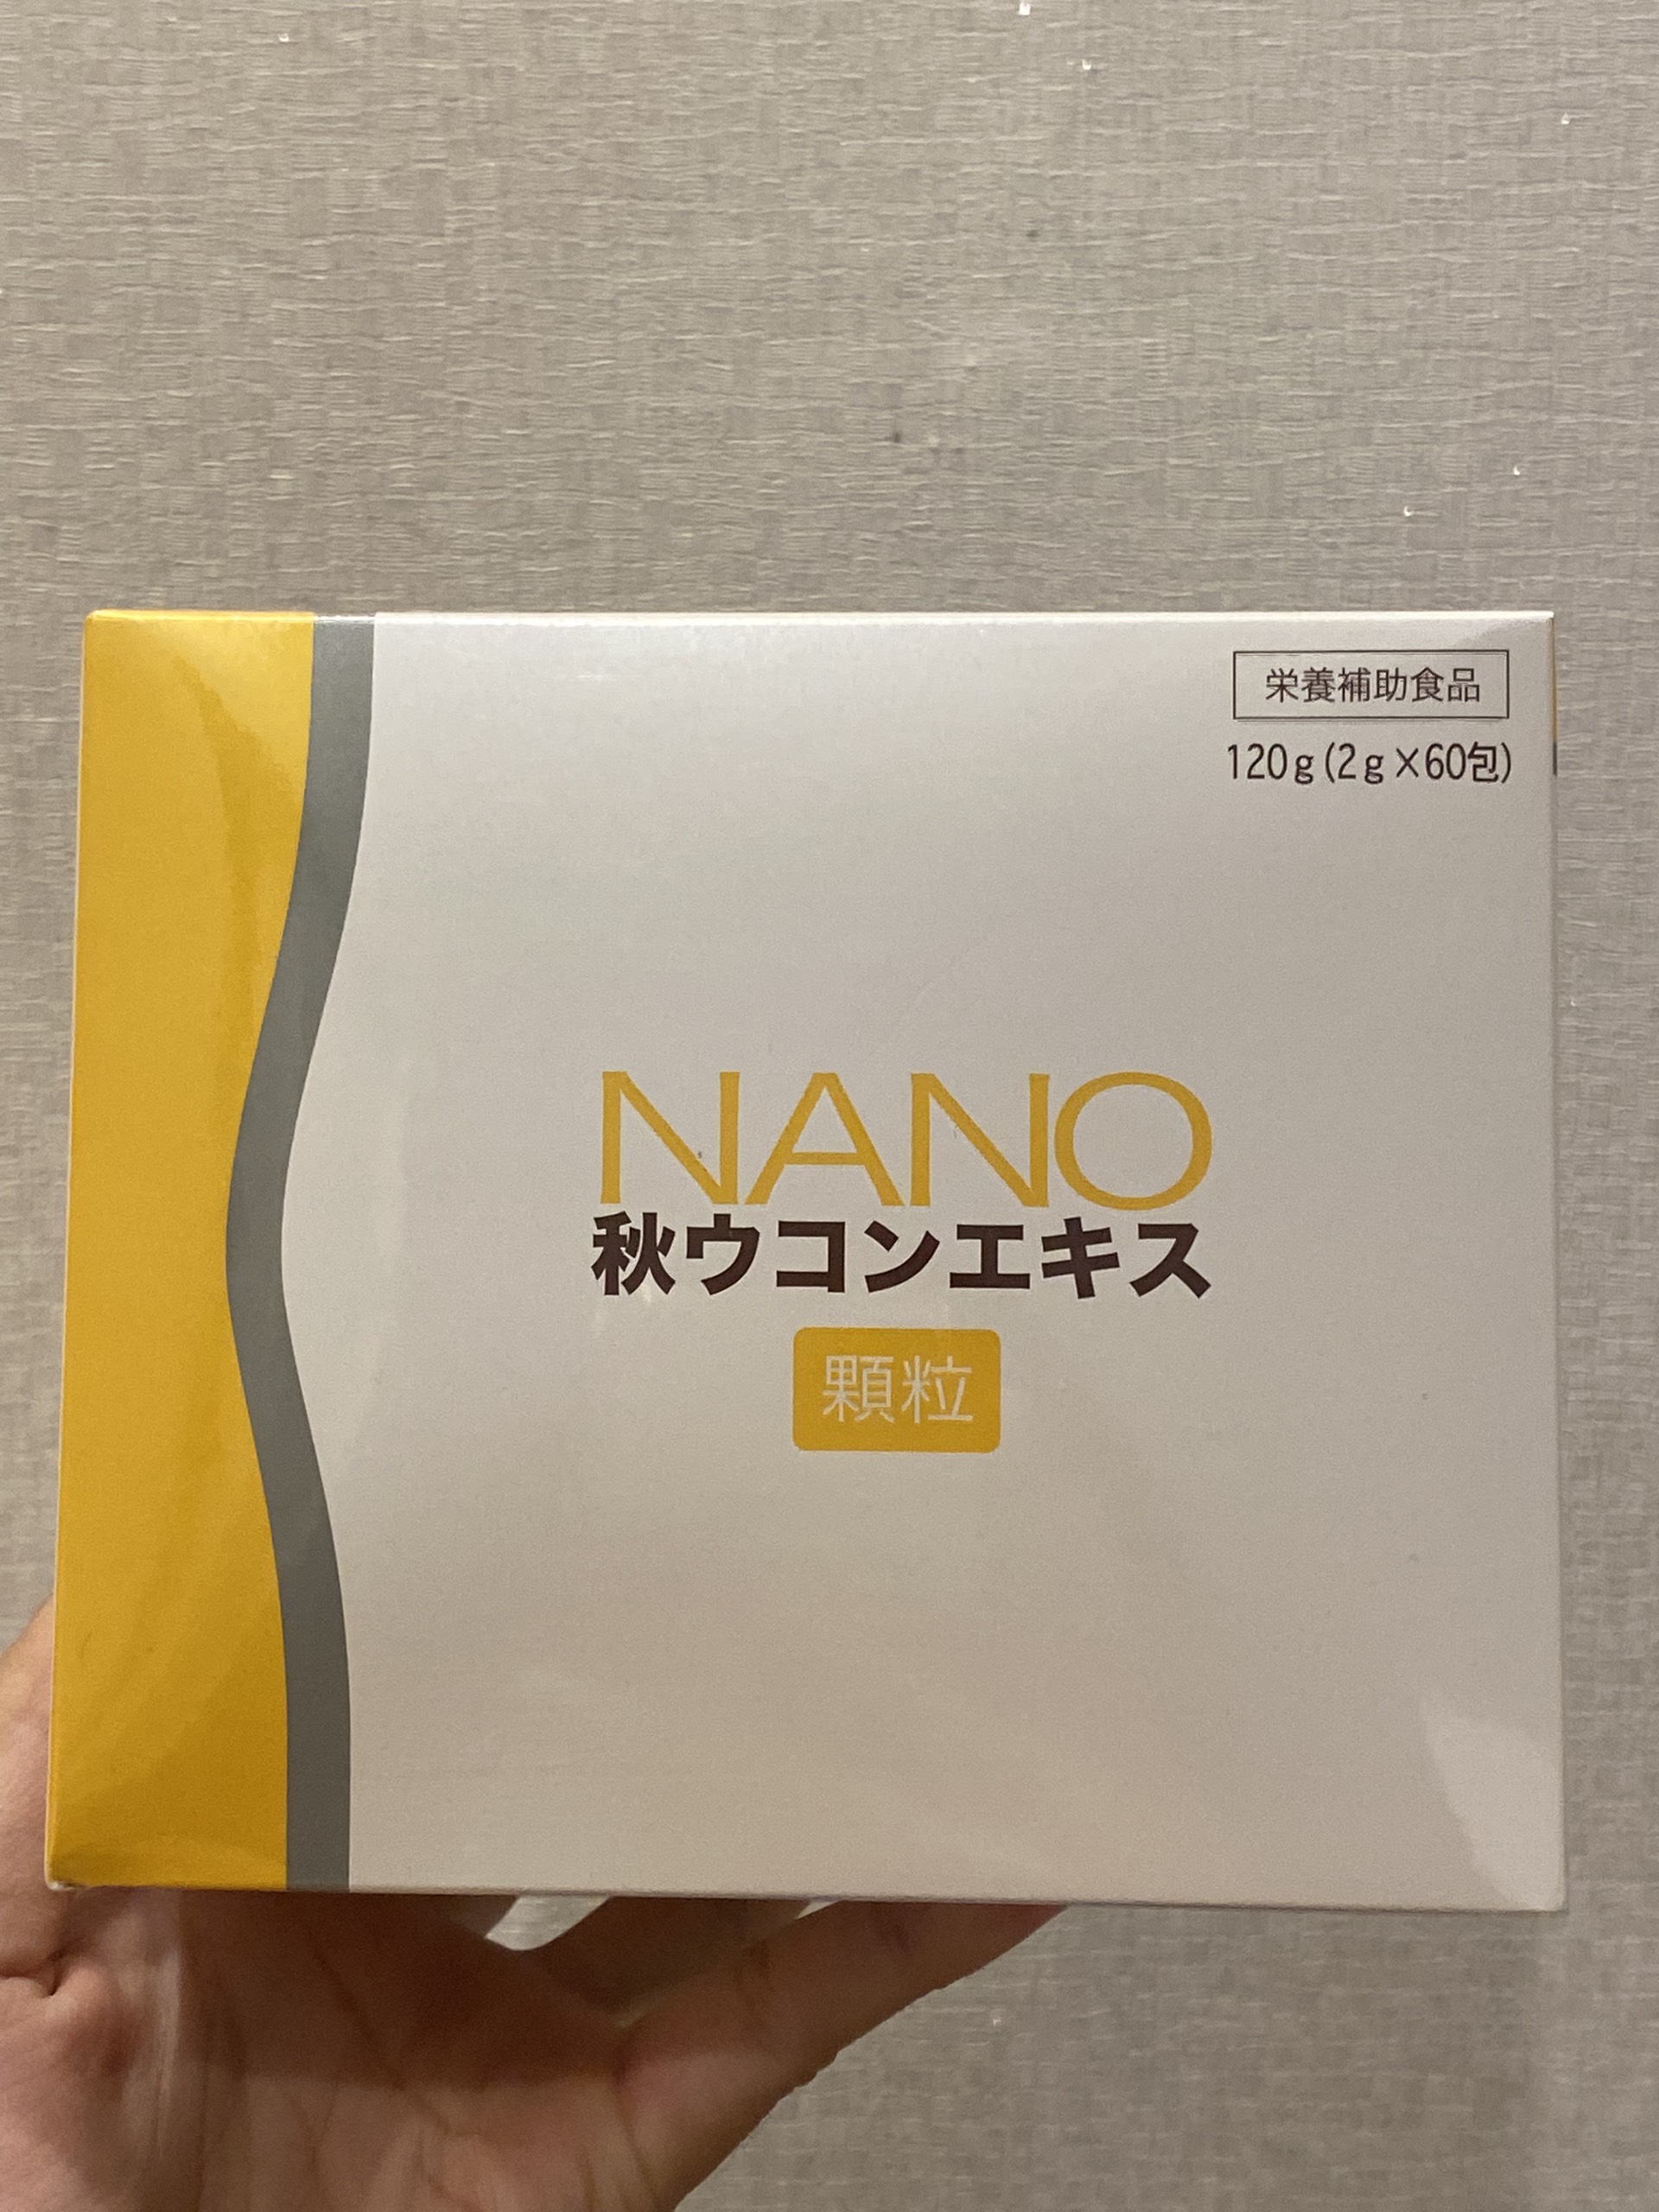 栄養補助食品
120g(2g×60包)
NANO
秋ウコンエキス
顆粒